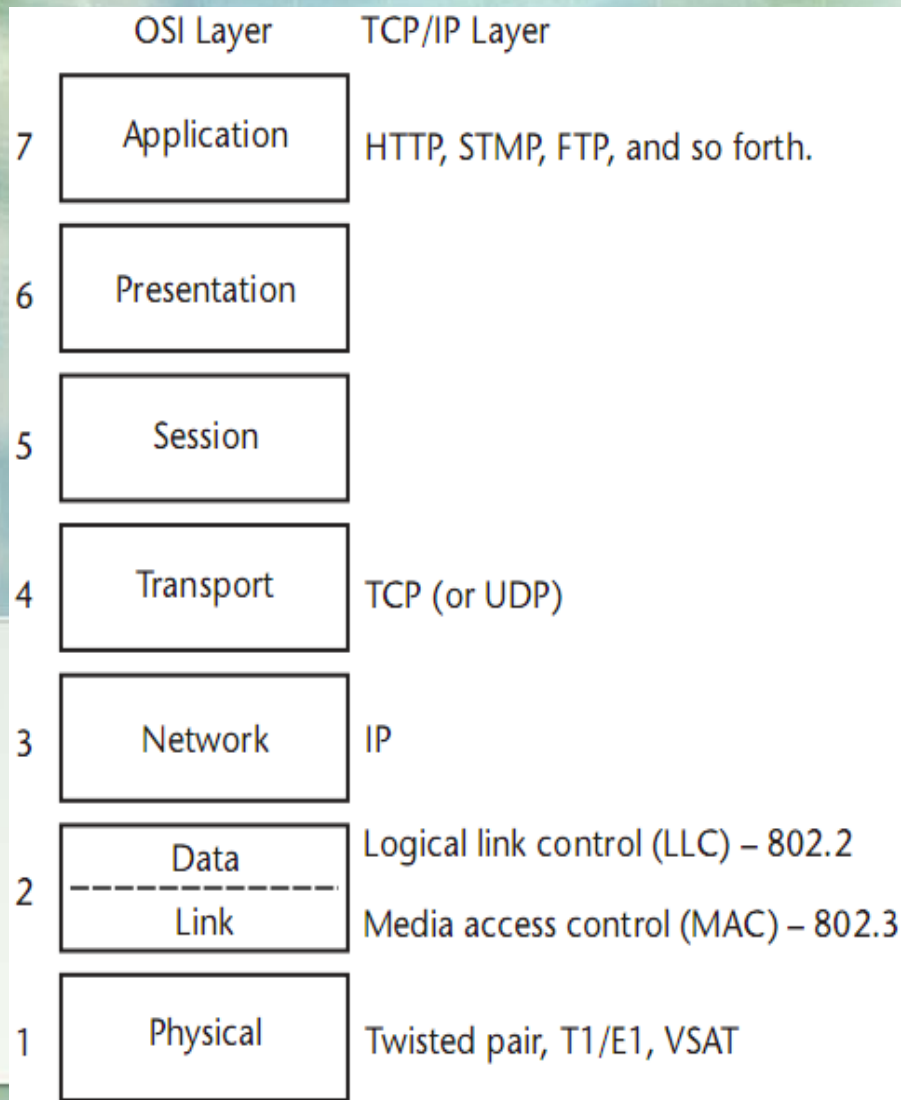 OSI Layer TCP/IP Layer
7 Application HTTP, STMP, FTP, and so forth.
6 Presentation
5 Session
4 Transport TCP (or UDP)
3 Network IP
Data Logical link control (LLC) – 802.2
2
Link Media access control (MAC) – 802.3
1 Physical Twisted pair, T1/E1, VSAT